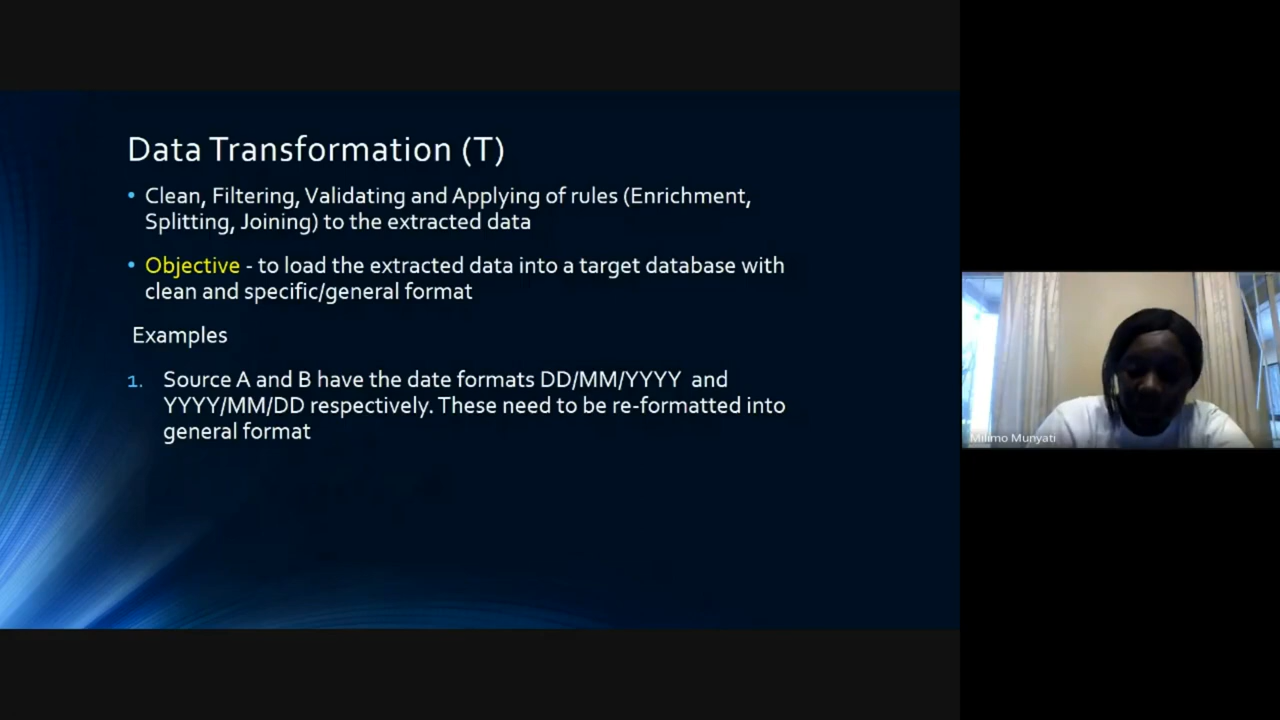 Data Transformation (T)
• Clean, Filtering, Validating and Applying of rules (Enrichment,
Splitting, Joining) to the extracted data
• Objective - to load the extracted data into a target database with
clean and specific/general format
Examples
1. Source A and B have the date formats DD/MM/YYYY and
YYYY/MM/DD respectively. These need to be re-formatted into
general format
Milimo Munyati